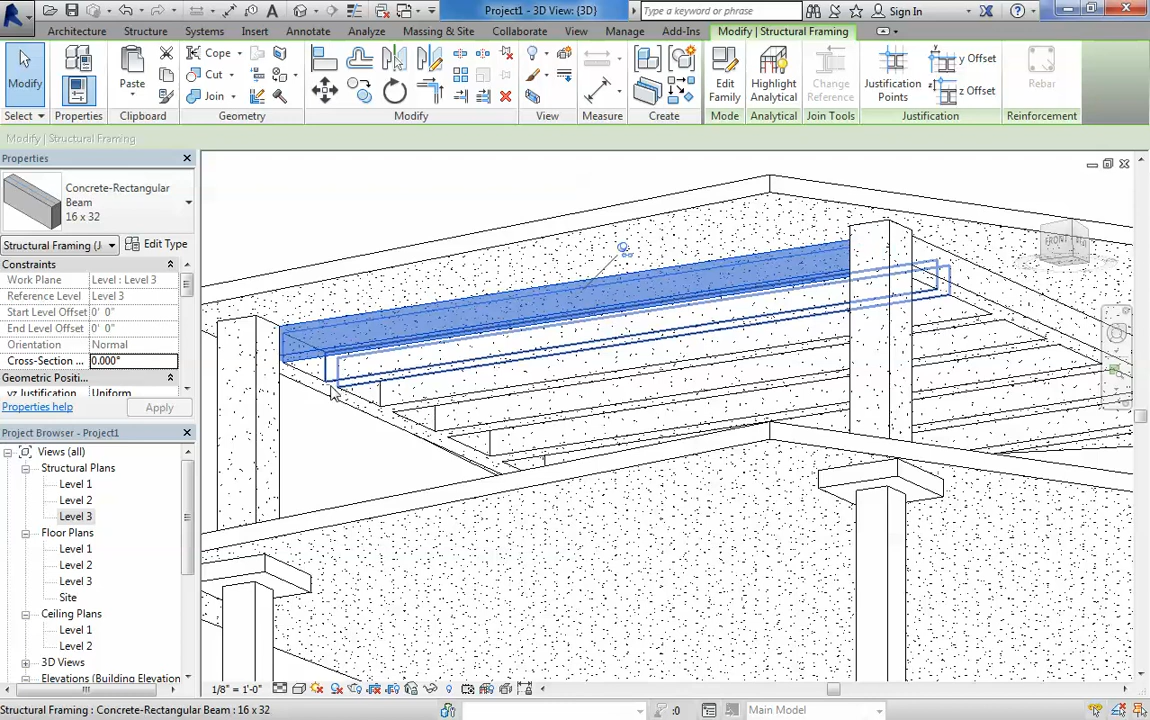 Project1 - 3D View: {3D}
Type a keyword or phrase
Sign In
Architecture
Structure
Systems
Insert
Annotate
Analyze
Massing & Site
Collaborate
View
Manage
Add-Ins
Modify | Structural Framing
Modify
Paste
Cope
Cut
Join
Edit Family
Highlight Analytical
Change Reference
Justification Points
y Offset
z Offset
Rebar
Select
Properties
Clipboard
Geometry
Modify
View
Measure
Create
Mode
Analytical
Join Tools
Justification
Reinforcement
Modify | Structural Framing
Properties
Concrete-Rectangular
Beam
16 x 32
Structural Framing (J
Edit Type
Constraints
Work Plane Level : Level 3
Reference Level Level 3
Start Level Offset 0' 0"
End Level Offset 0' 0"
Orientation Normal
Cross-Section ... 0.000°
Geometric Positi...
yz Justification Uniform
Properties help
Apply
Project Browser - Project1
Views (all)
Structural Plans
Level 1
Level 2
Level 3
Floor Plans
Level 1
Level 2
Level 3
Site
Ceiling Plans
Level 1
Level 2
3D Views
Elevations (Building Elevation
FRONT
1/8" = 1'-0"
Structural Framing : Concrete-Rectangular Beam : 16 x 32
:0
Main Model